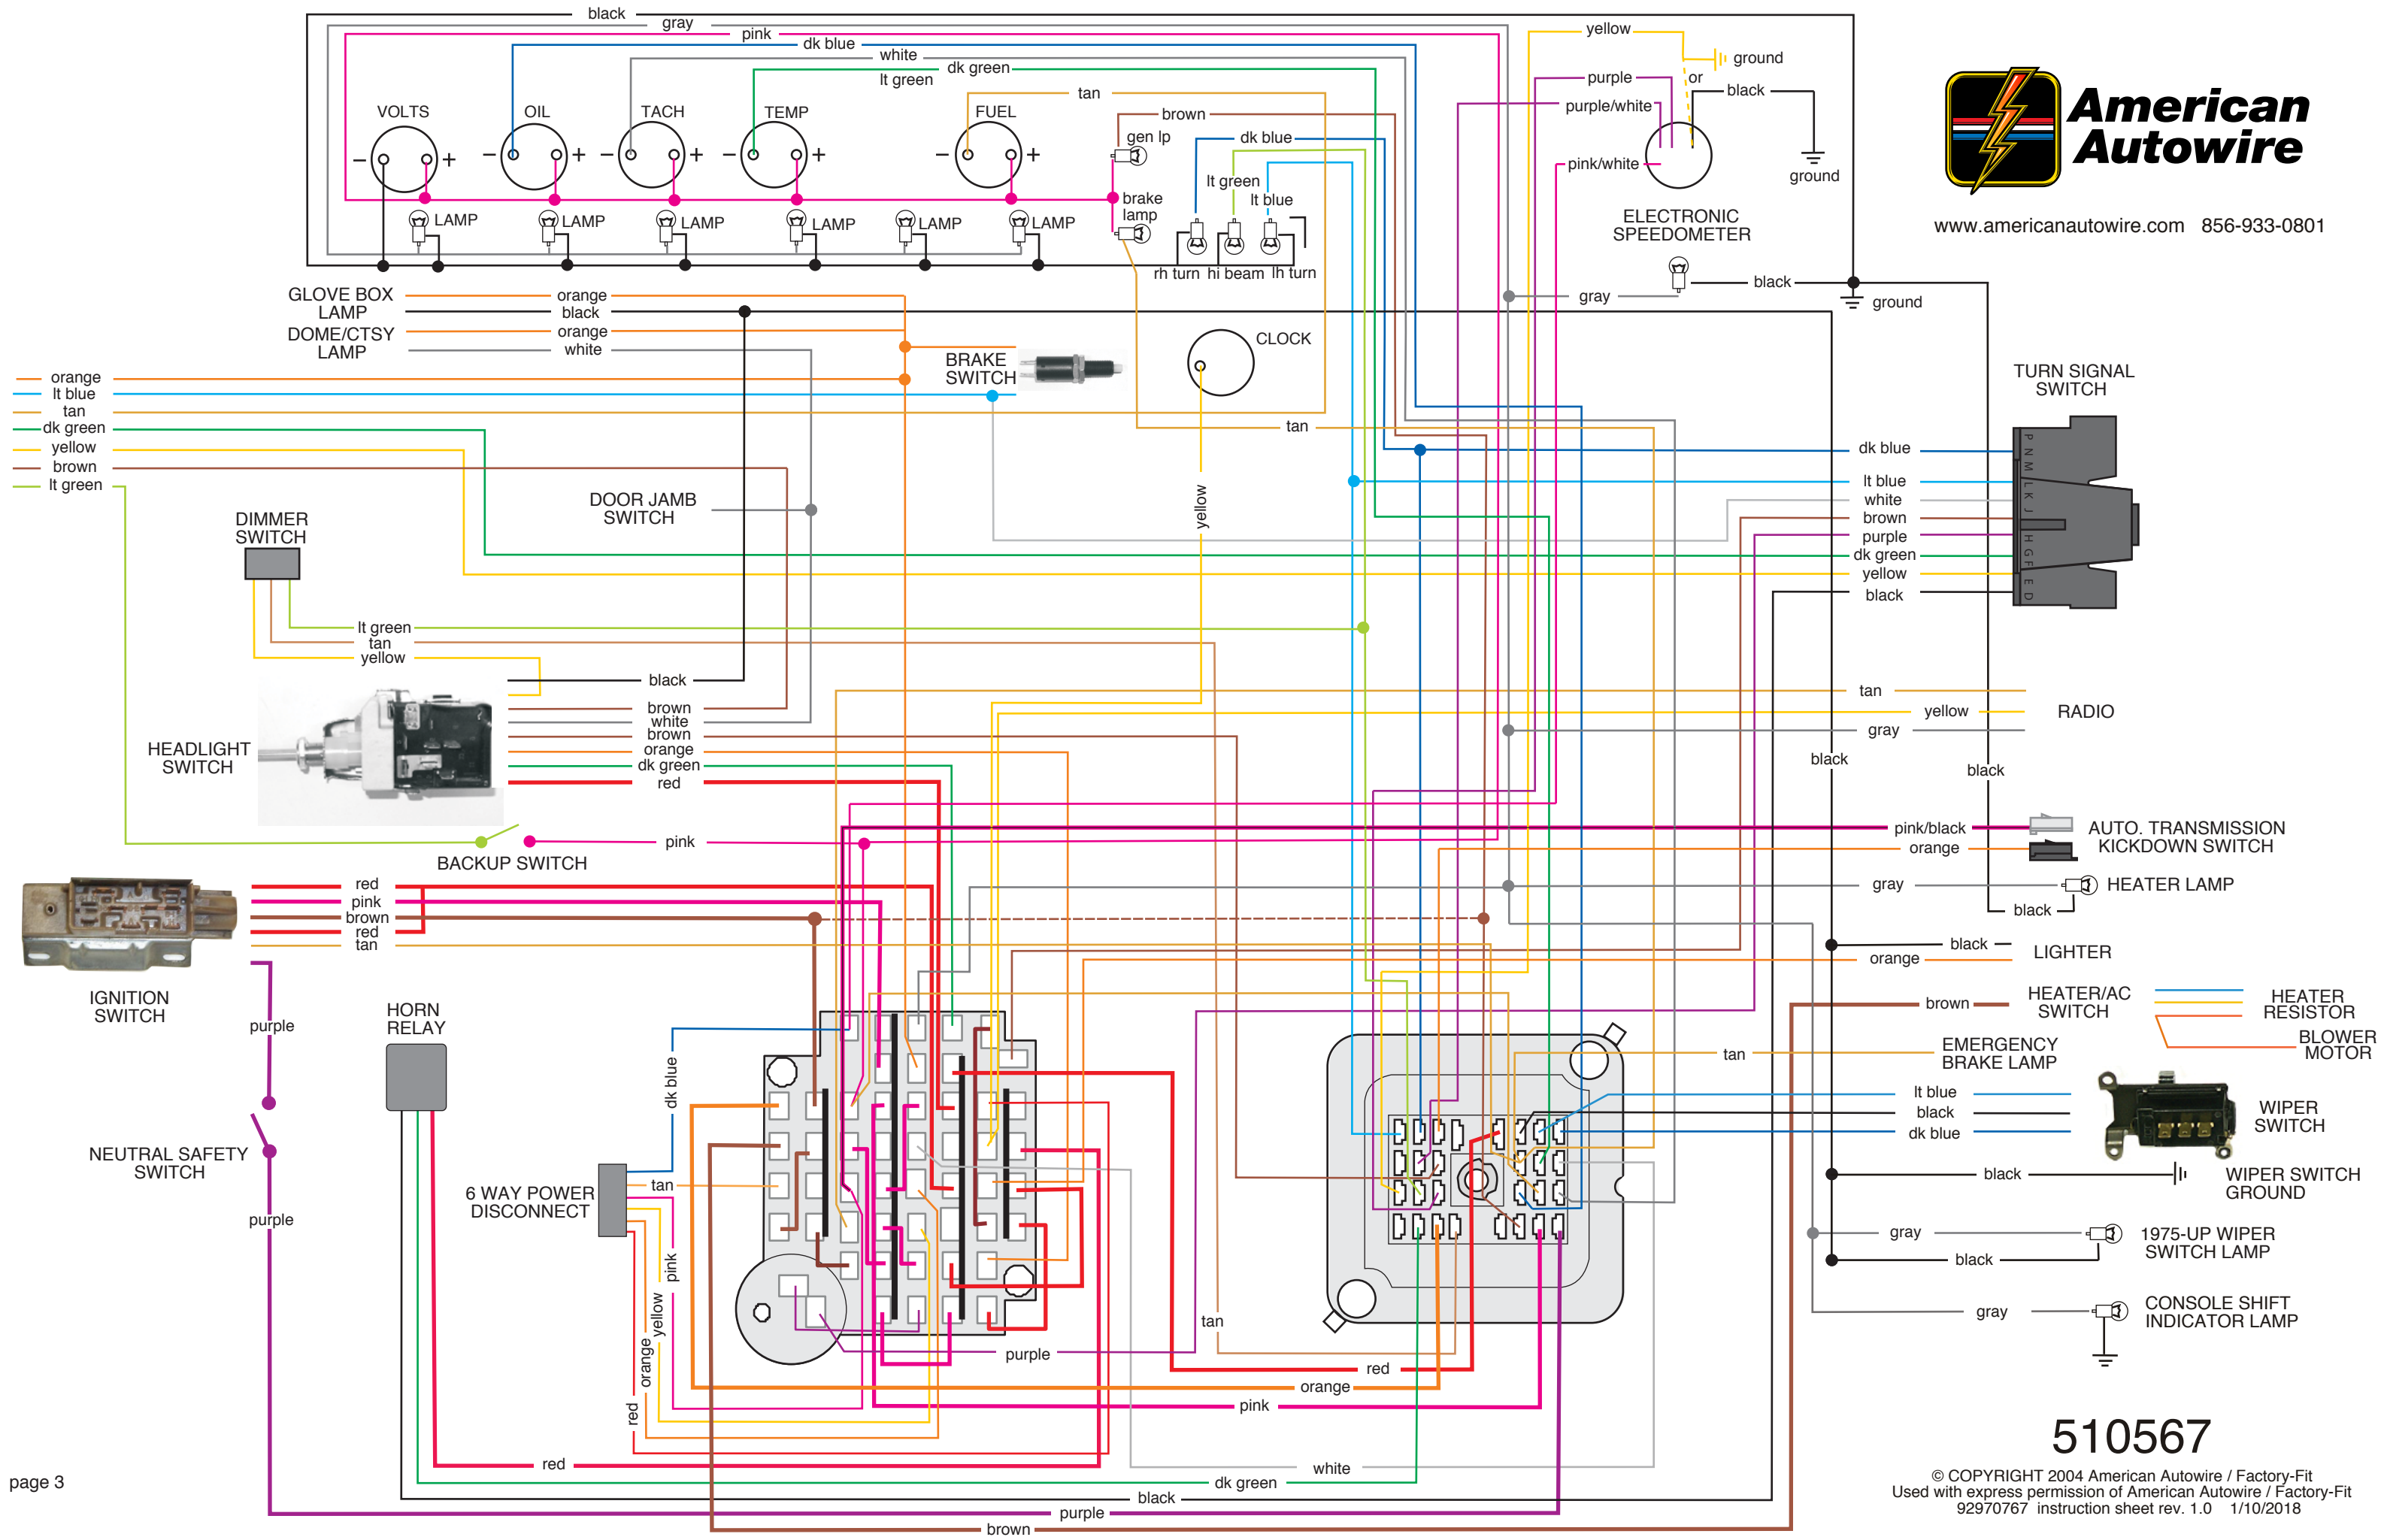 black
gray
pink
dk blue
white
dk green
lt green
tan
brown
VOLTS
OIL
TACH
TEMP
FUEL
− +
− +
− +
− +
− +
gen lp
brake
lamp
LAMP
LAMP
LAMP
LAMP
LAMP
dk blue
lt green
lt blue
rh turn
hi beam
lh turn
yellow
ground
or
purple
black
purple/white
pink/white
ground
ELECTRONIC
SPEEDOMETER
gray
black
ground
American
Autowire
www.americanautowire.com 856-933-0801
GLOVE BOX
LAMP
orange
black
DOME/CTSY
LAMP
orange
white
BRAKE
SWITCH
CLOCK
orange
lt blue
tan
dk green
yellow
brown
lt green
tan
yellow
DOOR JAMB
SWITCH
DIMMER
SWITCH
TURN SIGNAL
SWITCH
dk blue
lt blue
white
brown
purple
dk green
yellow
black
P
N
M
L
K
J
H
G
F
E
D
lt green
tan
yellow
HEADLIGHT
SWITCH
black
brown
white
brown
orange
dk green
red
BACKUP SWITCH
pink
tan
yellow
RADIO
gray
black
black
pink/black
orange
AUTO. TRANSMISSION
KICKDOWN SWITCH
gray
HEATER LAMP
black
black
LIGHTER
orange
IGNITION
SWITCH
red
pink
brown
red
tan
purple
HORN
RELAY
NEUTRAL SAFETY
SWITCH
purple
dk blue
6 WAY POWER
DISCONNECT
tan
pink
yellow
orange
red
brown
HEATER/AC
SWITCH
HEATER
RESISTOR
BLOWER
MOTOR
EMERGENCY
BRAKE LAMP
tan
lt blue
black
dk blue
WIPER
SWITCH
black
WIPER SWITCH
GROUND
gray
1975-UP WIPER
SWITCH LAMP
black
gray
CONSOLE SHIFT
INDICATOR LAMP
tan
purple
red
orange
pink
red
white
dk green
black
purple
brown
page 3
510567
© COPYRIGHT 2004 American Autowire / Factory-Fit
Used with express permission of American Autowire / Factory-Fit
92970767 instruction sheet rev. 1.0 1/10/2018